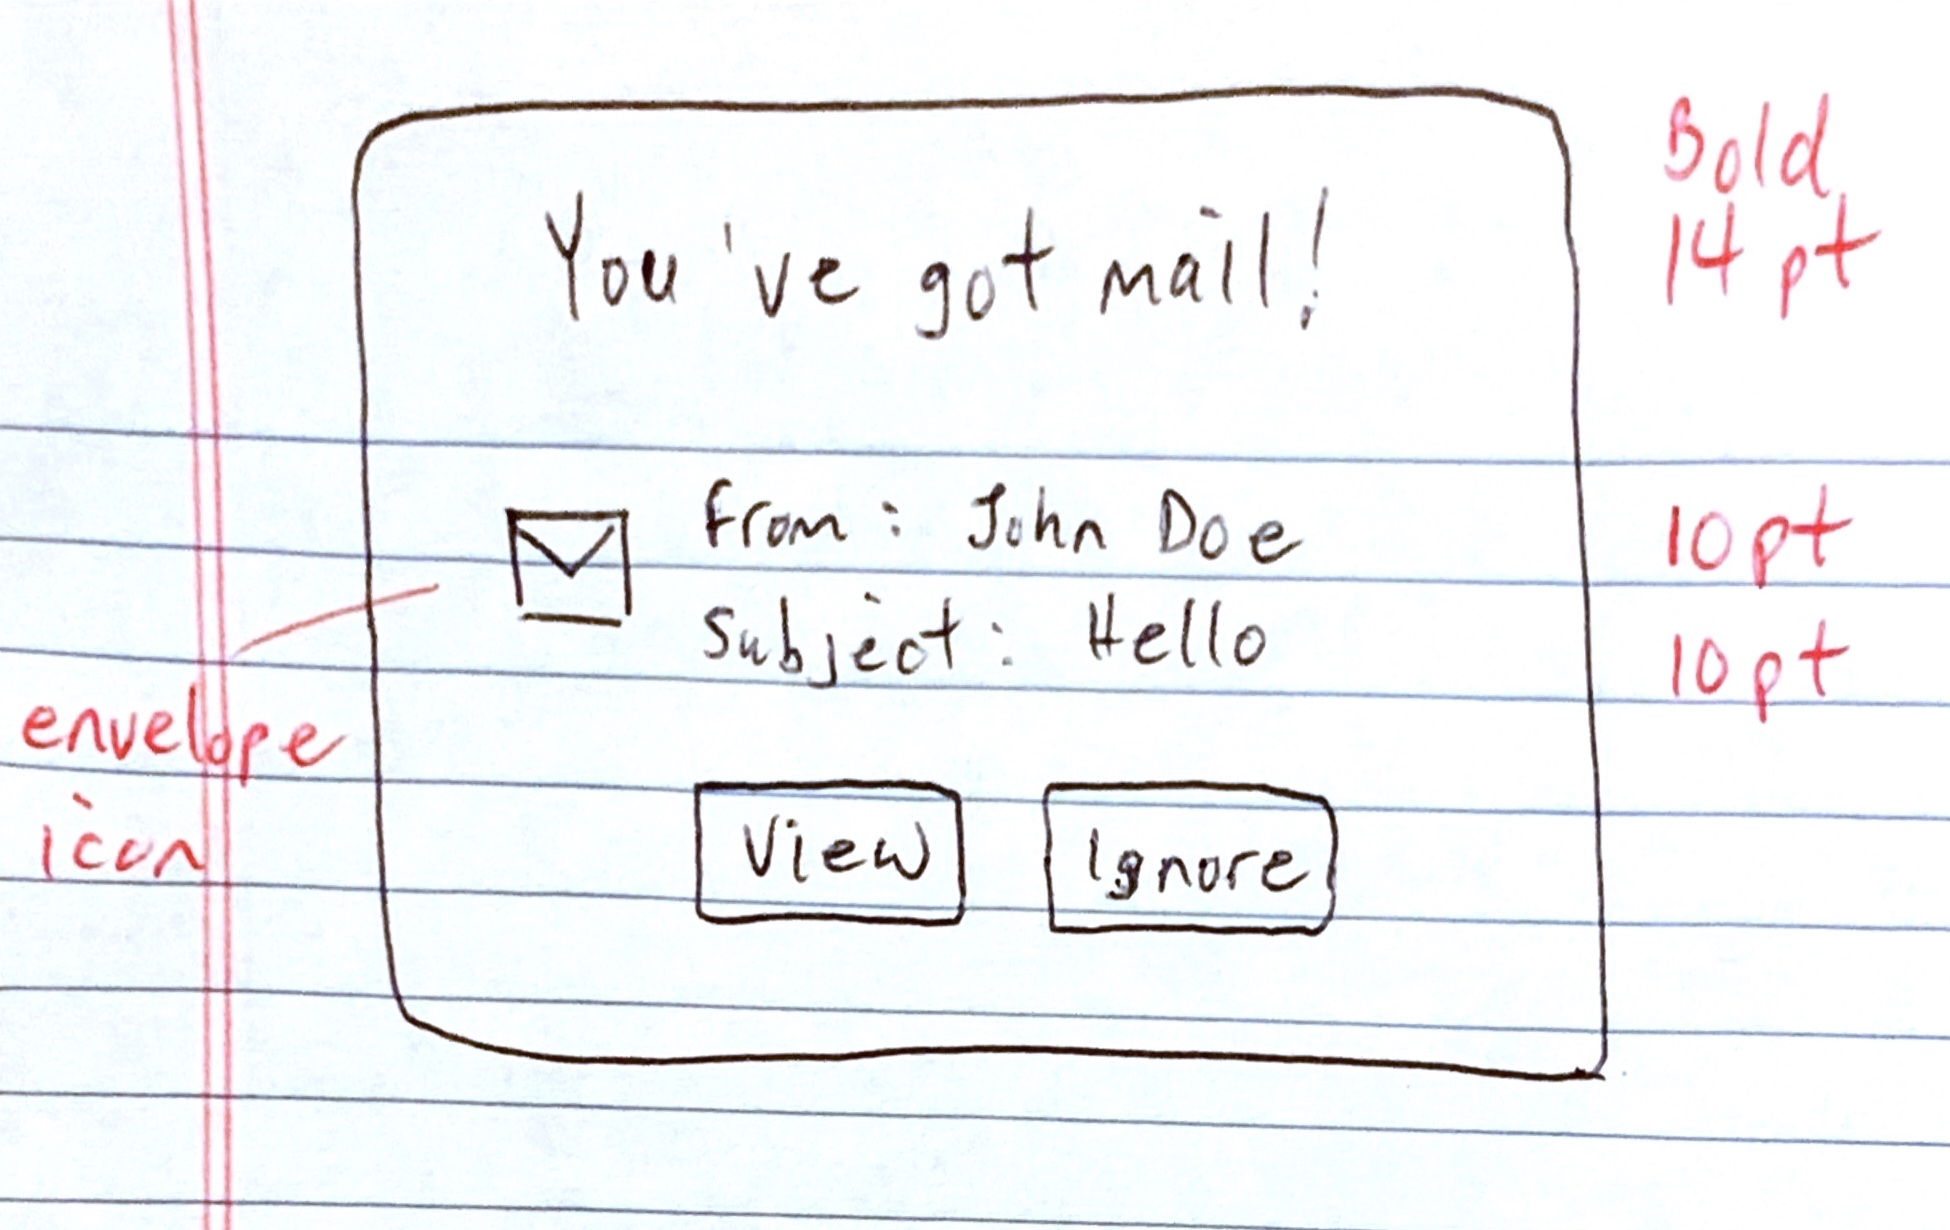 Bold
14 pt
You've got mail!
From: John Doe
10pt
Subject: Hello
10pt
envelope
icon
View
Ignore